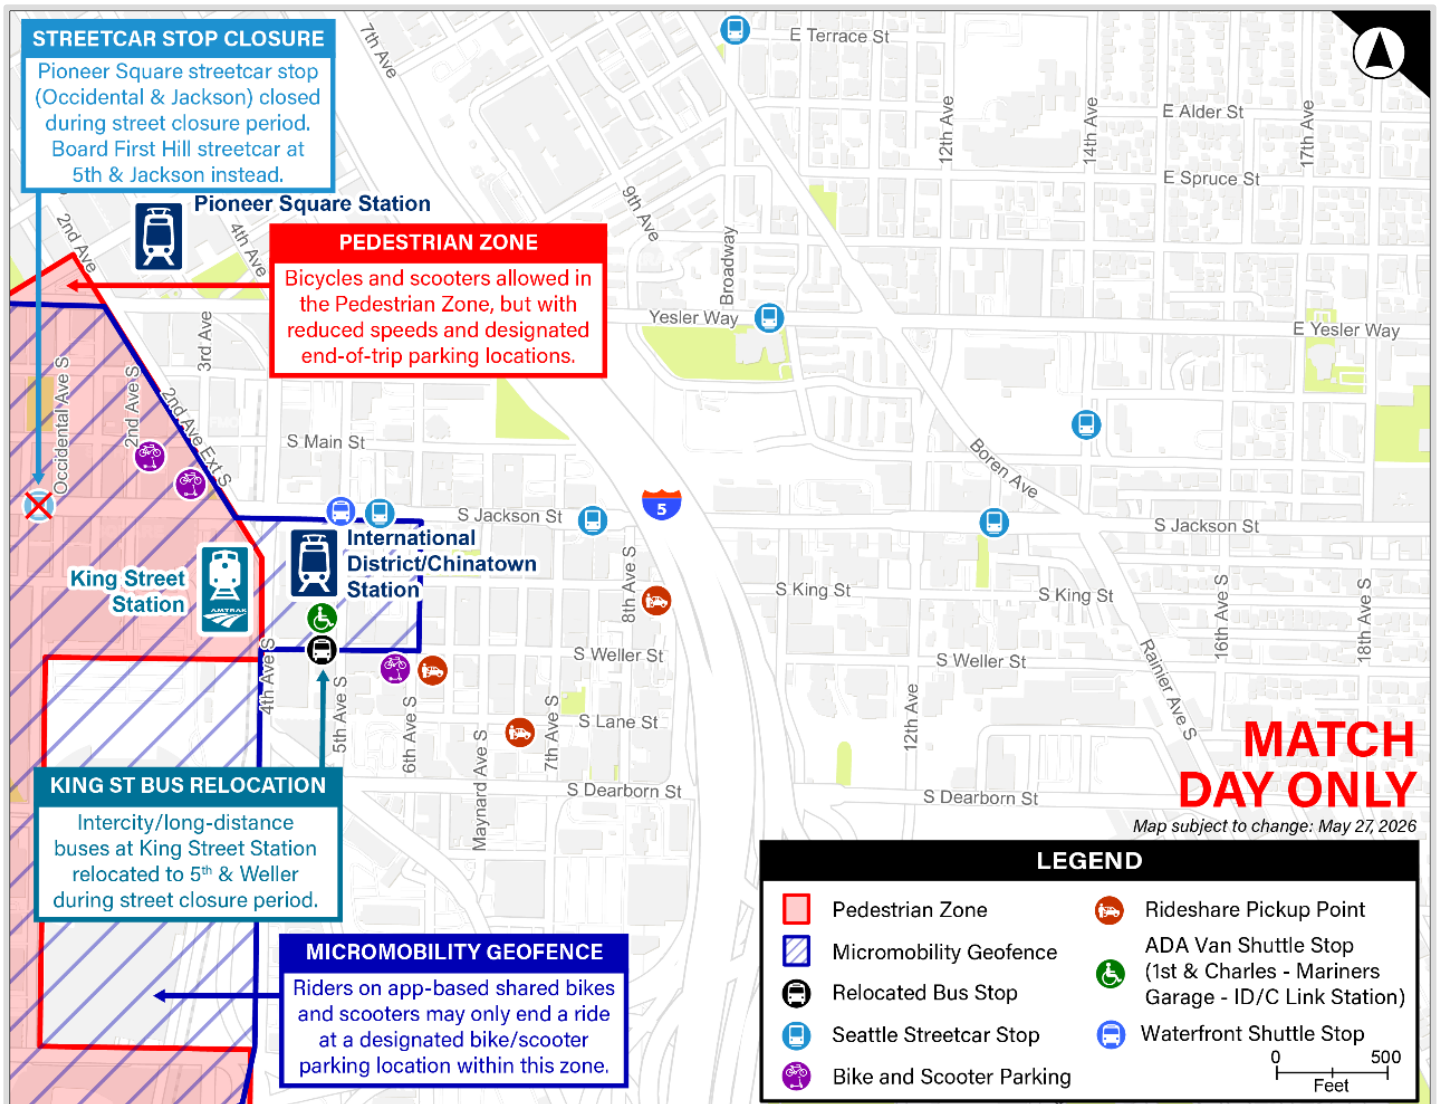 STREETCAR STOP CLOSURE
Pioneer Square streetcar stop
(Occidental & Jackson) closed
during street closure period.
Board First Hill streetcar at
5th & Jackson instead.
7th Ave
E Terrace St
12th Ave
14th Ave
E Alder St
17th Ave
E Spruce St
Pioneer Square Station
2nd Ave
4th Ave
9th Ave
Broadway
PEDESTRIAN ZONE
Bicycles and scooters allowed in
the Pedestrian Zone, but with
reduced speeds and designated
end-of-trip parking locations.
Yesler Way
E Yesler Way
3rd Ave
Occidental Ave S
2nd Ave S
2nd Ave Ext S
S Main St
Boren Ave
5
S Jackson St
S Jackson St
International
District/Chinatown
Station
King Street
Station
AMTRAK
8th Ave S
S King St
S King St
16th Ave S
18th Ave S
4th Ave S
S Weller St
S Weller St
Rainier Ave S
5th Ave S
6th Ave S
Maynard Ave S
7th Ave S
S Lane St
12th Ave S
S Dearborn St
S Dearborn St
KING ST BUS RELOCATION
Intercity/long-distance
buses at King Street Station
relocated to 5th & Weller
during street closure period.
MICROMOBILITY GEOFENCE
Riders on app-based shared bikes
and scooters may only end a ride
at a designated bike/scooter
parking location within this zone.
MATCH
DAY ONLY
Map subject to change: May 27, 2026
LEGEND
Pedestrian Zone
Micromobility Geofence
Relocated Bus Stop
Seattle Streetcar Stop
Bike and Scooter Parking
Rideshare Pickup Point
ADA Van Shuttle Stop
(1st & Charles - Mariners
Garage - ID/C Link Station)
Waterfront Shuttle Stop
0 500
Feet